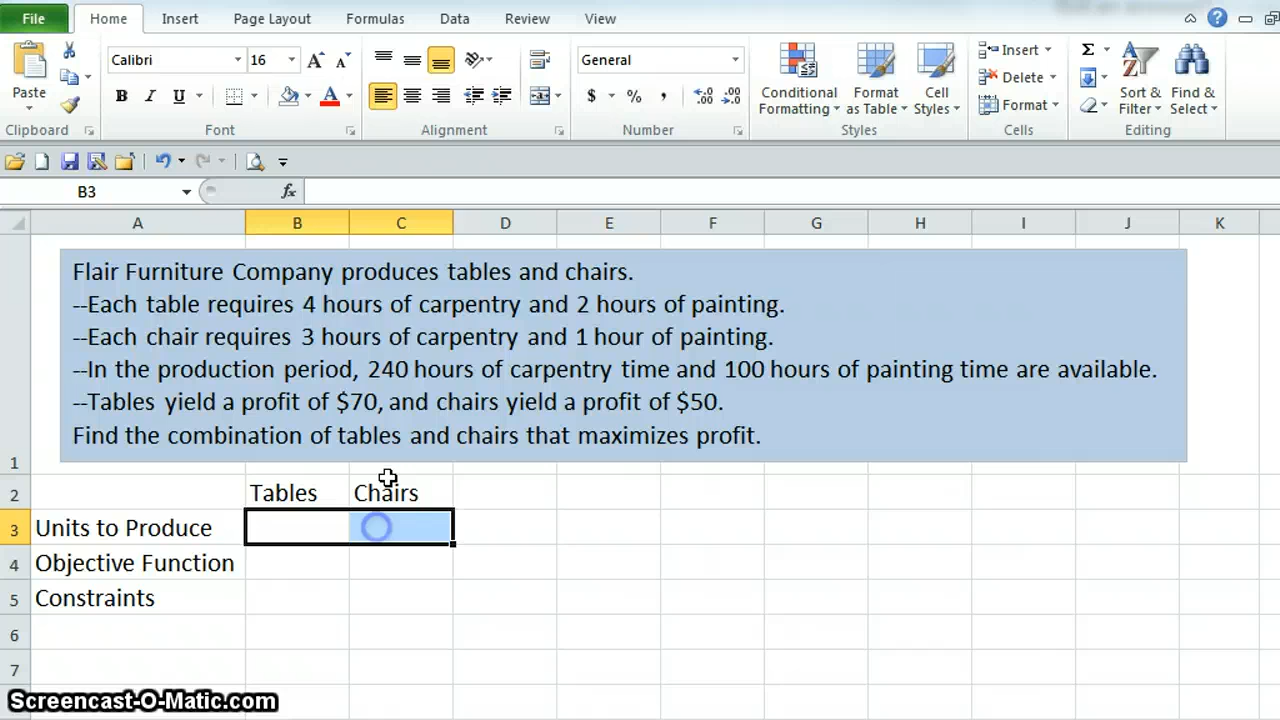 File Home Insert Page Layout Formulas Data Review View
Calibri 16 General Insert Σ
Paste B I U A $ % , Conditional Formatting Format as Table Cell Styles Delete Format Sort & Filter Find & Select
Clipboard Font Alignment Number Styles Cells Editing
B3 fx
A B C D E F G H I J K
Flair Furniture Company produces tables and chairs.
--Each table requires 4 hours of carpentry and 2 hours of painting.
--Each chair requires 3 hours of carpentry and 1 hour of painting.
--In the production period, 240 hours of carpentry time and 100 hours of painting time are available.
--Tables yield a profit of $70, and chairs yield a profit of $50.
Find the combination of tables and chairs that maximizes profit.
1
2 Tables Chairs
3 Units to Produce
4 Objective Function
5 Constraints
6
7
Screencast-O-Matic.com